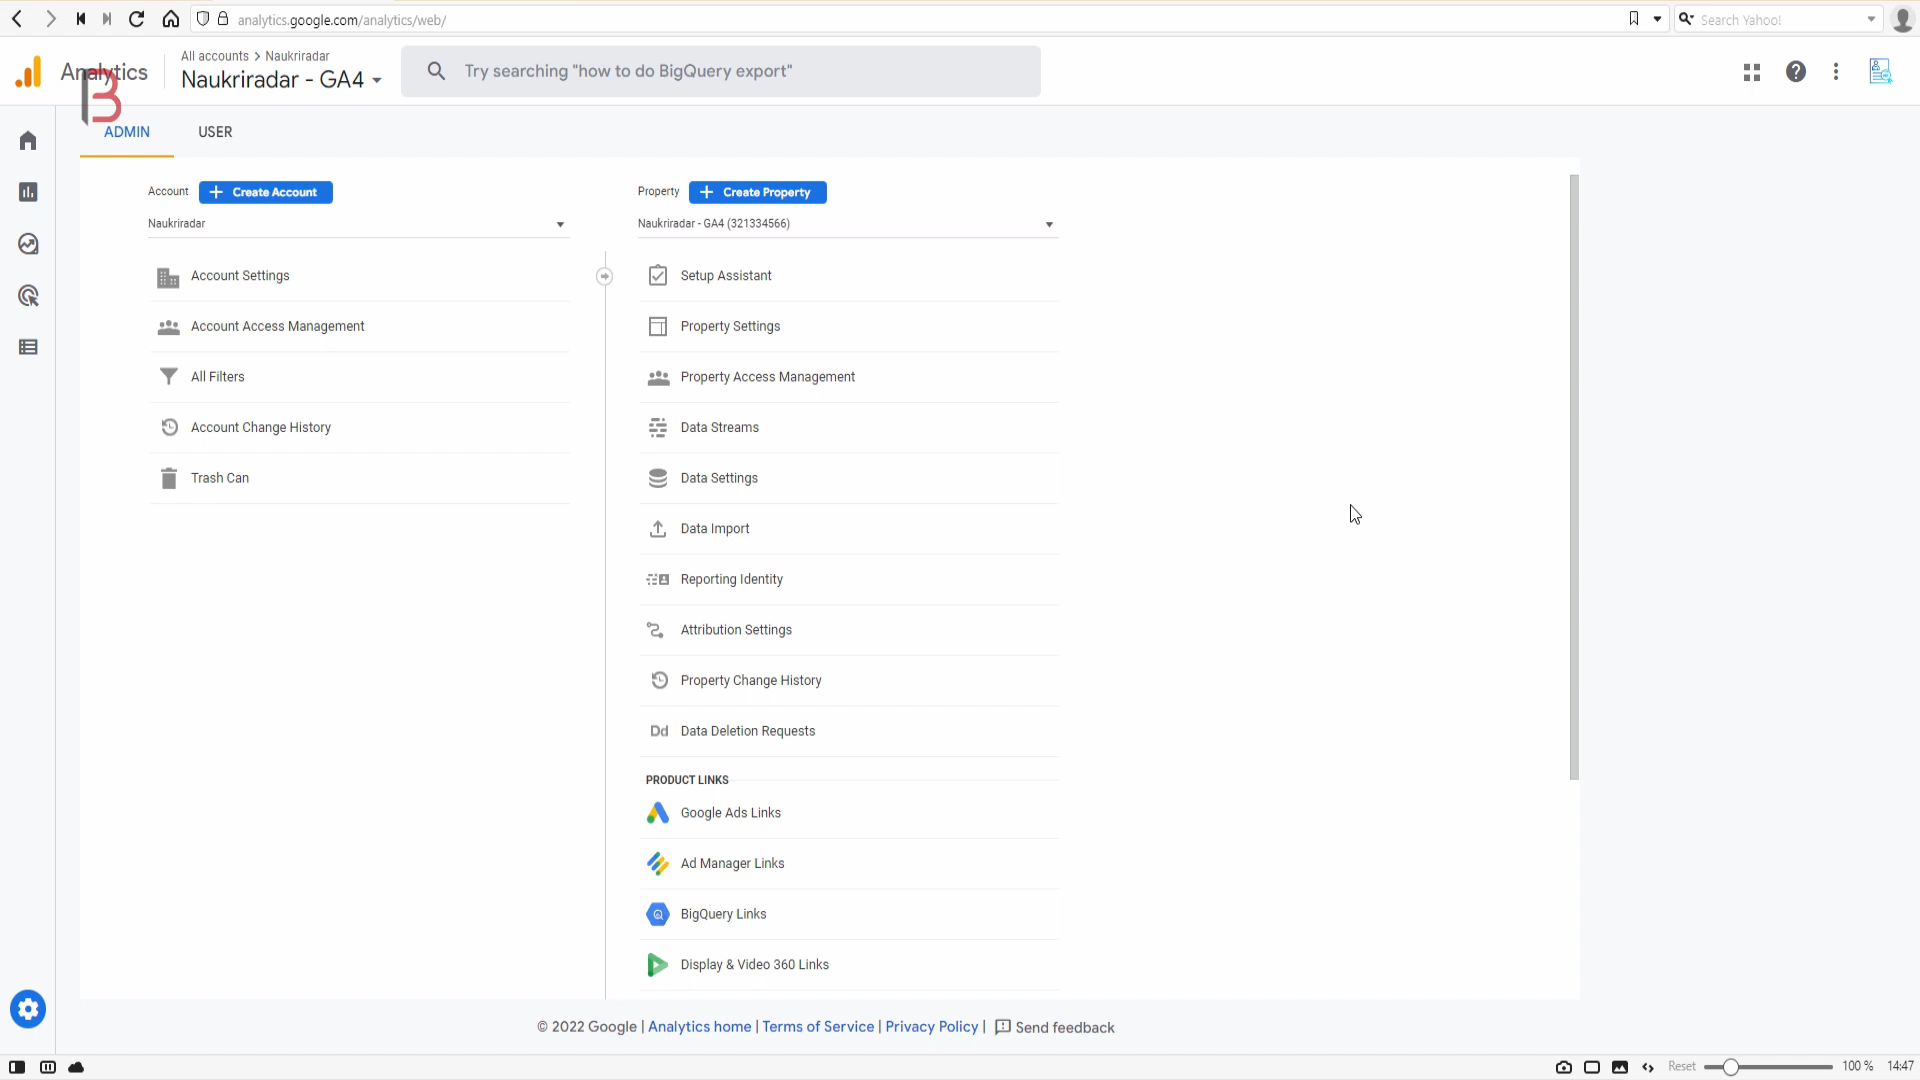 analytics.google.com/analytics/web/
Search Yahoo!
Analytics
All accounts > Naukriradar
Naukriradar - GA4
Try searching "how to do BigQuery export"
B
ADMIN
USER
Account
+ Create Account
Property
+ Create Property
Naukriradar
Naukriradar - GA4 (321334566)
Account Settings
Account Access Management
All Filters
Account Change History
Trash Can
Setup Assistant
Property Settings
Property Access Management
Data Streams
Data Settings
Data Import
Reporting Identity
Attribution Settings
Property Change History
Dd Data Deletion Requests
PRODUCT LINKS
Google Ads Links
Ad Manager Links
BigQuery Links
Display & Video 360 Links
© 2022 Google | Analytics home | Terms of Service | Privacy Policy | Send feedback
Reset
100 %
14:47